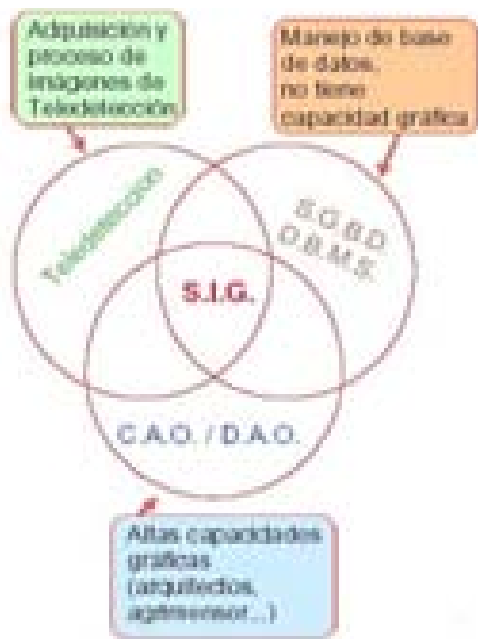 Adquisición y
proceso de
imágenes de
Teledetección
Manejo de base
de datos,
no tiene
capacidad gráfica
Teledetección
S.G.B.D.
D.B.M.S.
S.I.G.
C.A.O. / D.A.O.
Altas capacidades
gráficas
(arquitectos,